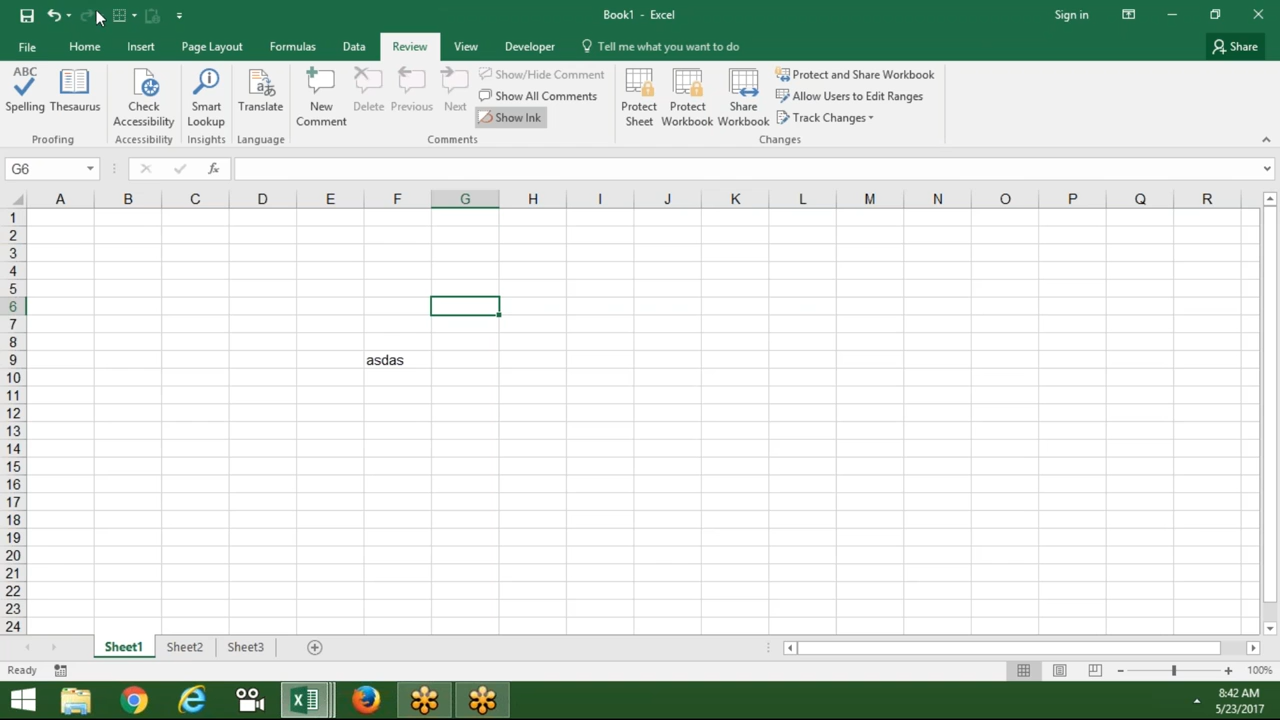 Book1 - Excel
Sign in
File Home Insert Page Layout Formulas Data Review View Developer Tell me what you want to do Share
ABC
Spelling Thesaurus
Check Accessibility
Smart Lookup
Translate
New Comment
Delete Previous Next
Show/Hide Comment
Show All Comments
Show Ink
Protect Sheet
Protect Workbook
Share Workbook
Protect and Share Workbook
Allow Users to Edit Ranges
Track Changes
Proofing Accessibility Insights Language Comments Changes
G6 fx
A B C D E F G H I J K L M N O P Q R
1
2
3
4
5
6
7
8
9 asdas
10
11
12
13
14
15
16
17
18
19
20
21
22
23
24
Sheet1 Sheet2 Sheet3
Ready 100%
8:42 AM
5/23/2017